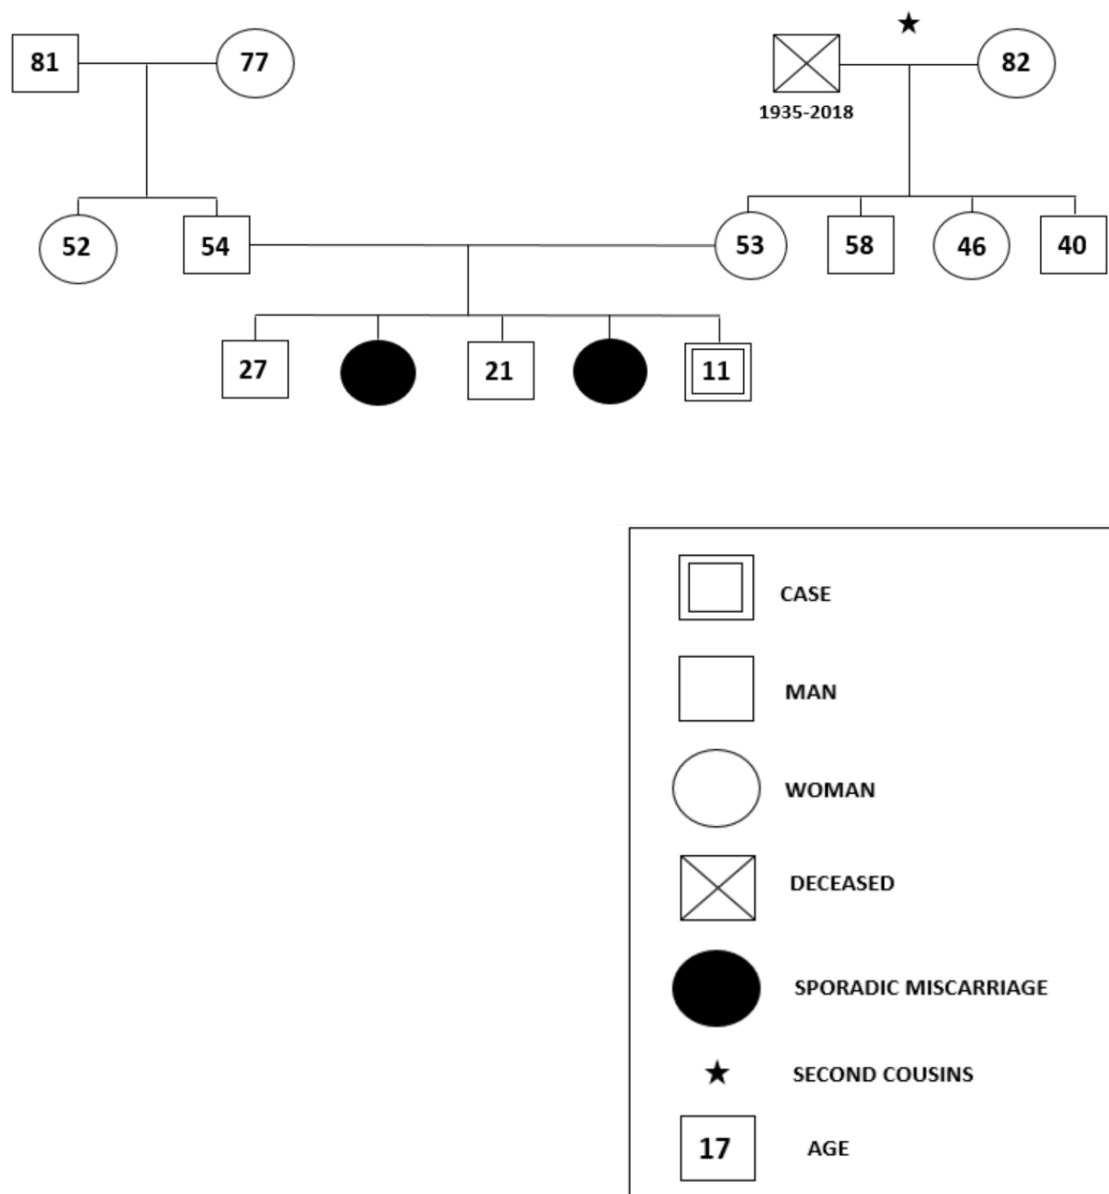 81 77 82
1935-2018
52 54 53 58 46 40
27 21 11
CASE
MAN
WOMAN
DECEASED
SPORADIC MISCARRIAGE
SECOND COUSINS
17 AGE